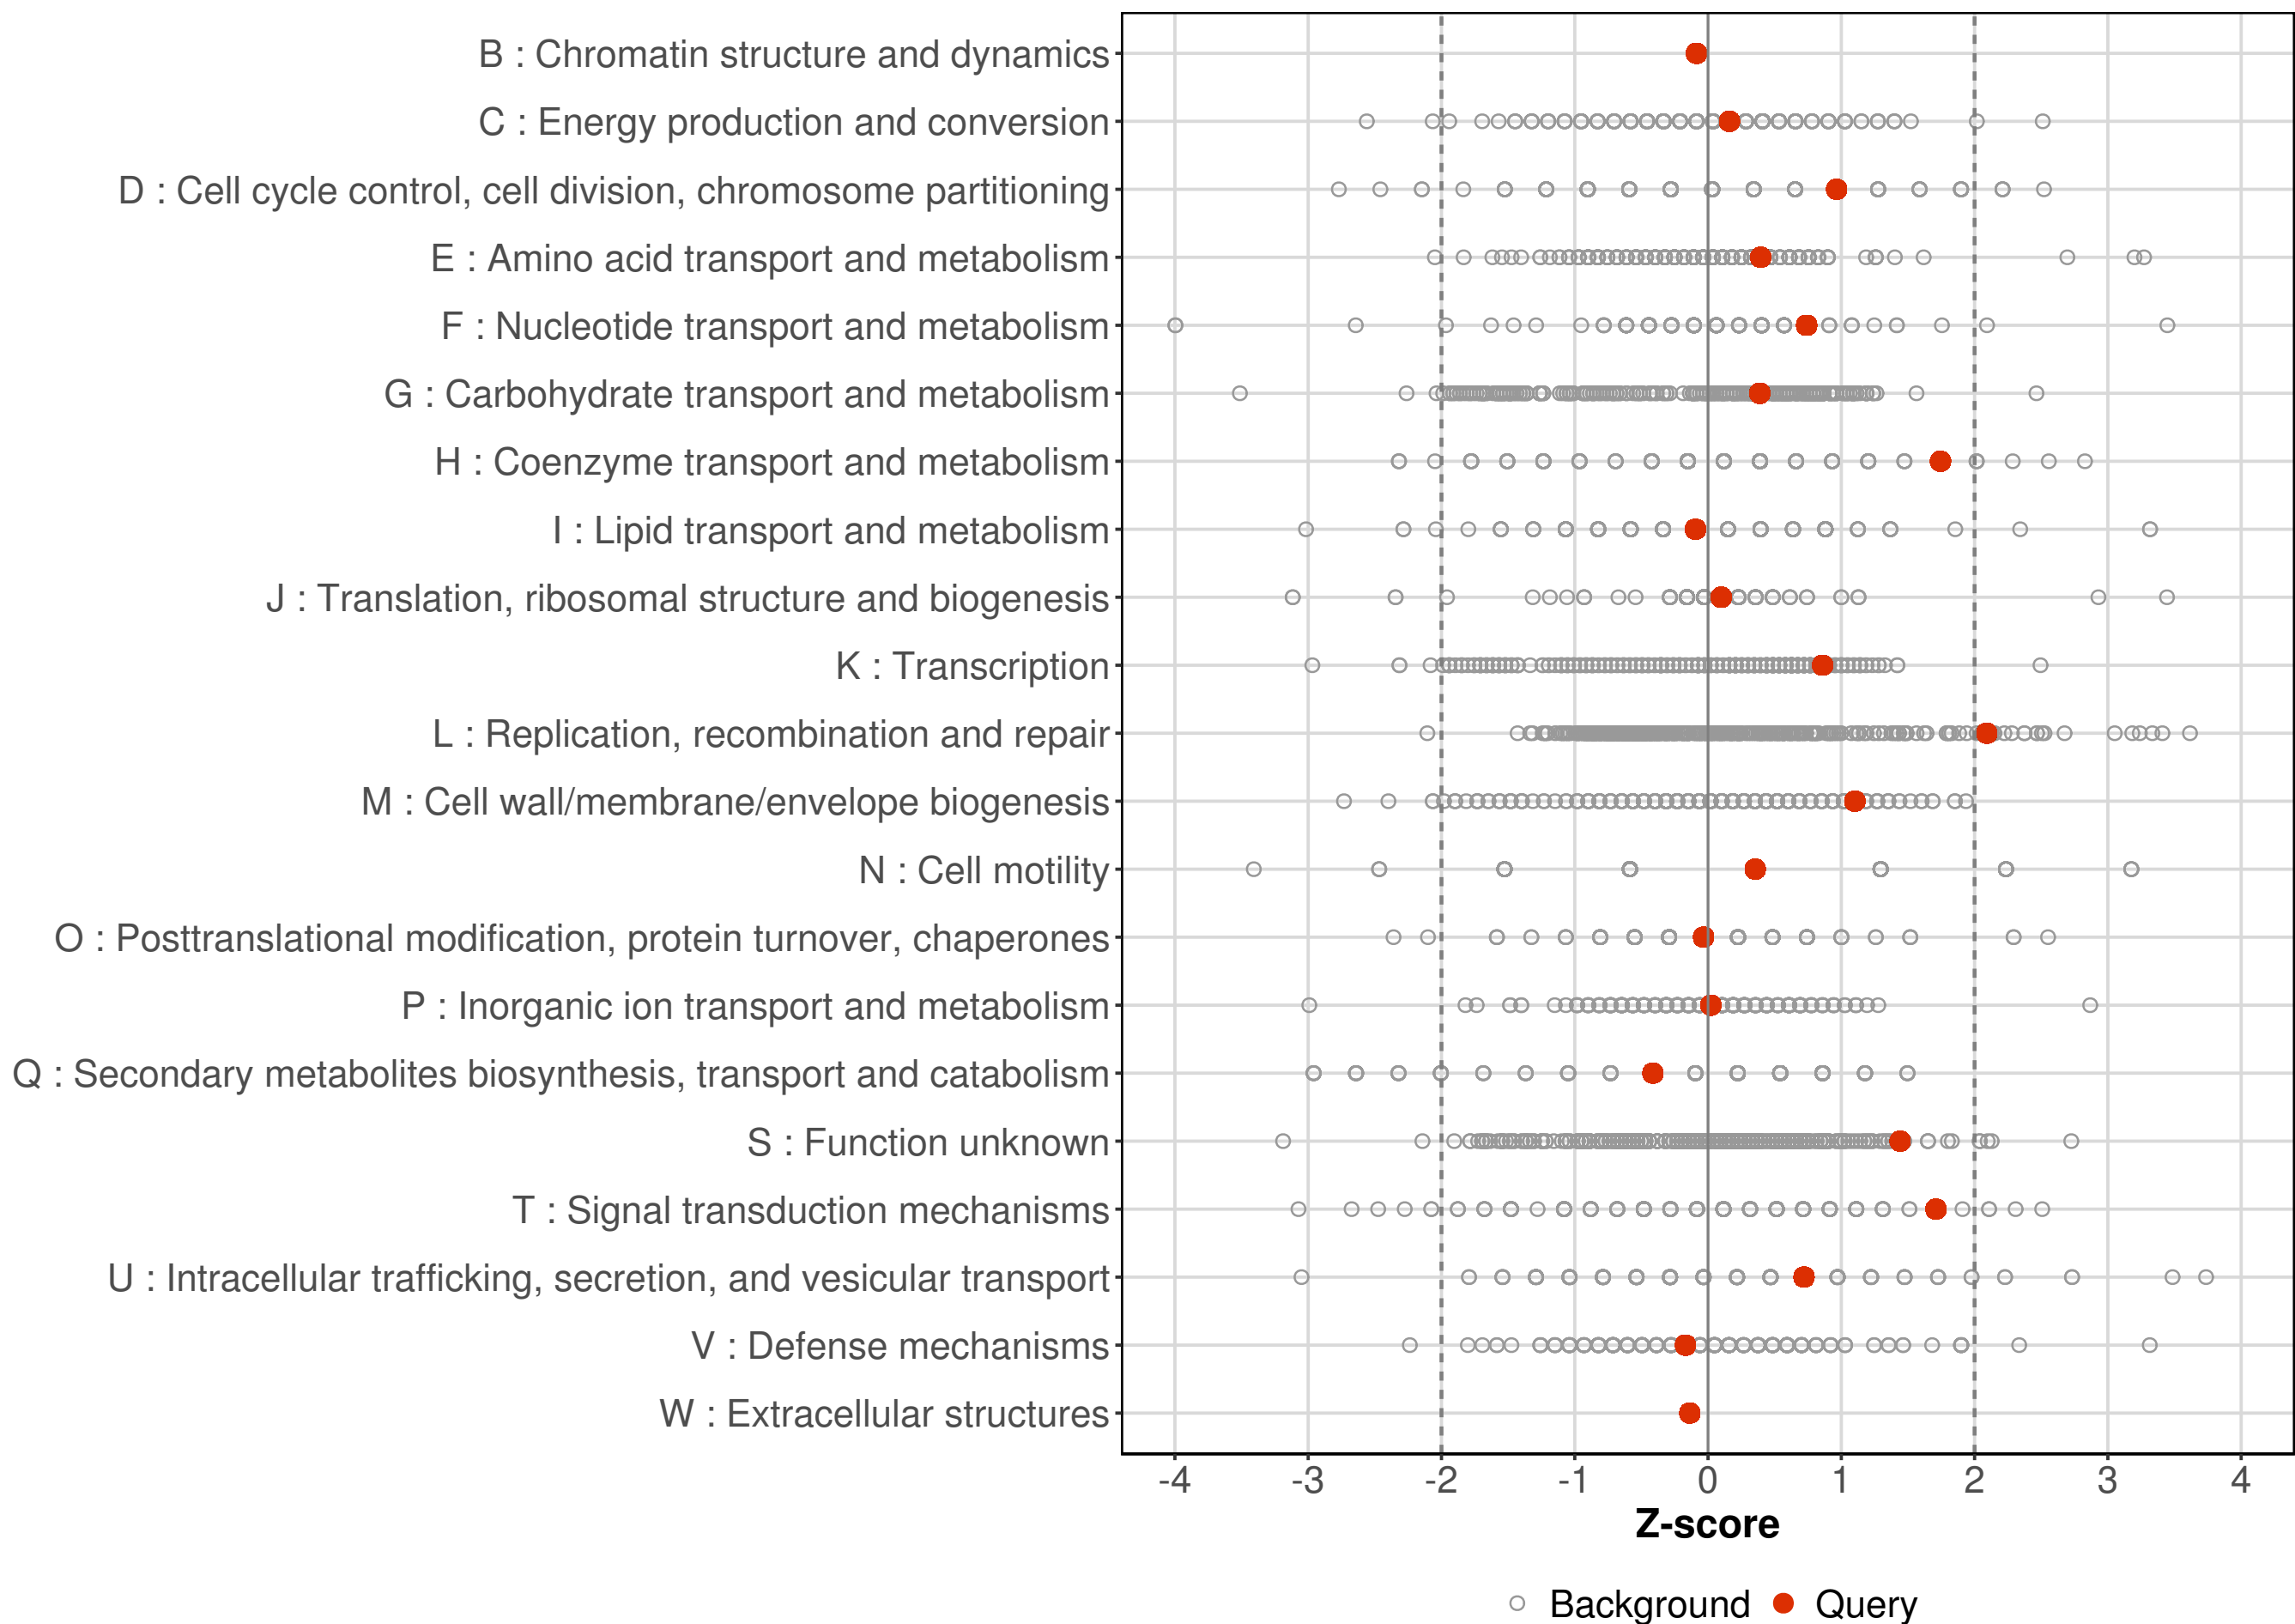 B : Chromatin structure and dynamics
C : Energy production and conversion
D : Cell cycle control, cell division, chromosome partitioning
E : Amino acid transport and metabolism
F : Nucleotide transport and metabolism
G : Carbohydrate transport and metabolism
H : Coenzyme transport and metabolism
I : Lipid transport and metabolism
J : Translation, ribosomal structure and biogenesis
K : Transcription
L : Replication, recombination and repair
M : Cell wall/membrane/envelope biogenesis
N : Cell motility
O : Posttranslational modification, protein turnover, chaperones
P : Inorganic ion transport and metabolism
Q : Secondary metabolites biosynthesis, transport and catabolism
S : Function unknown
T : Signal transduction mechanisms
U : Intracellular trafficking, secretion, and vesicular transport
V : Defense mechanisms
W : Extracellular structures
-4 -3 -2 -1 0 1 2 3 4
Z-score
Background Query